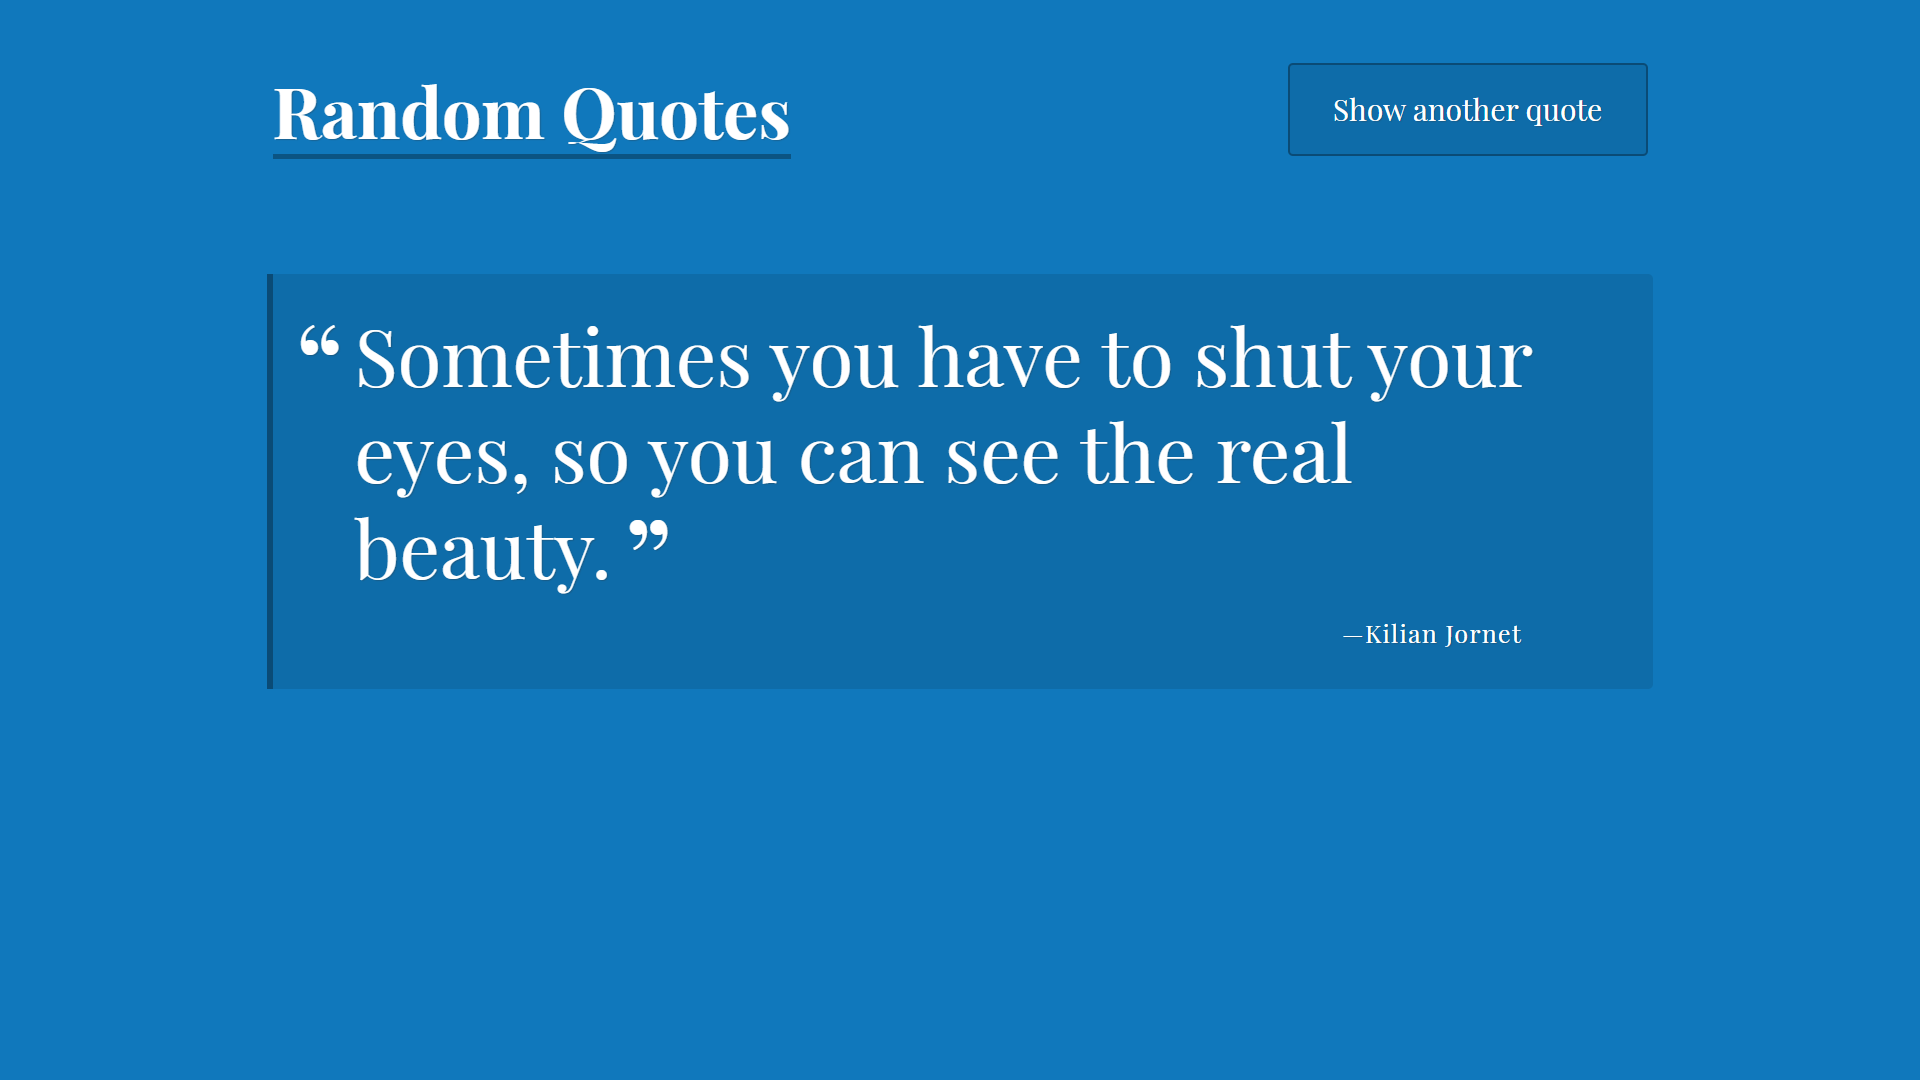 Random Quotes
Show another quote
“Sometimes you have to shut your
eyes, so you can see the real
beauty.”
—Kilian Jornet